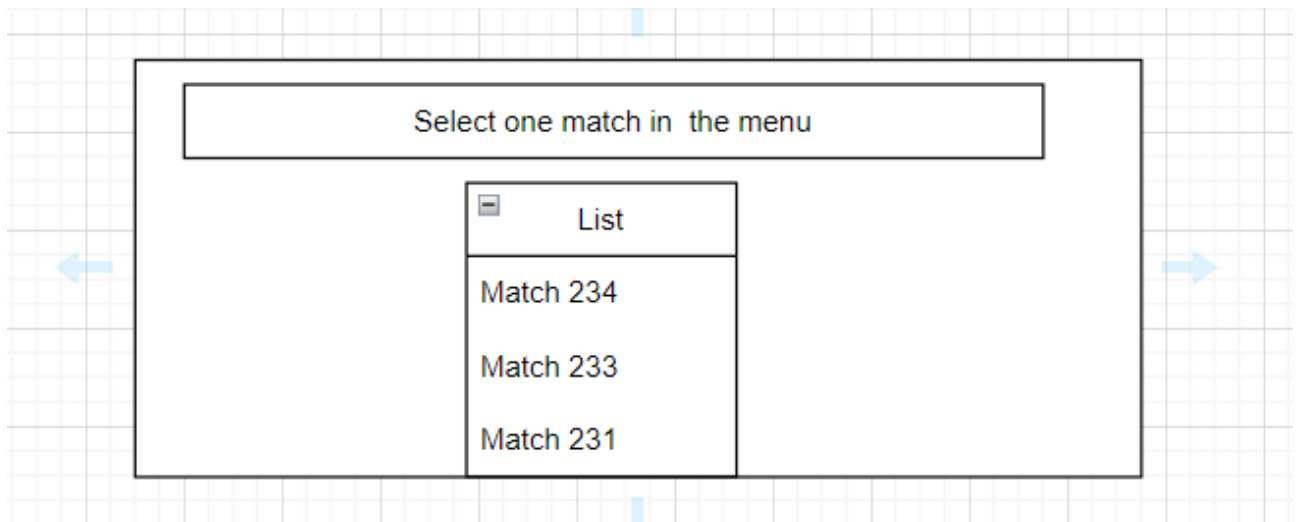 Select one match in  the menu
List
Match 234
Match 233
Match 231